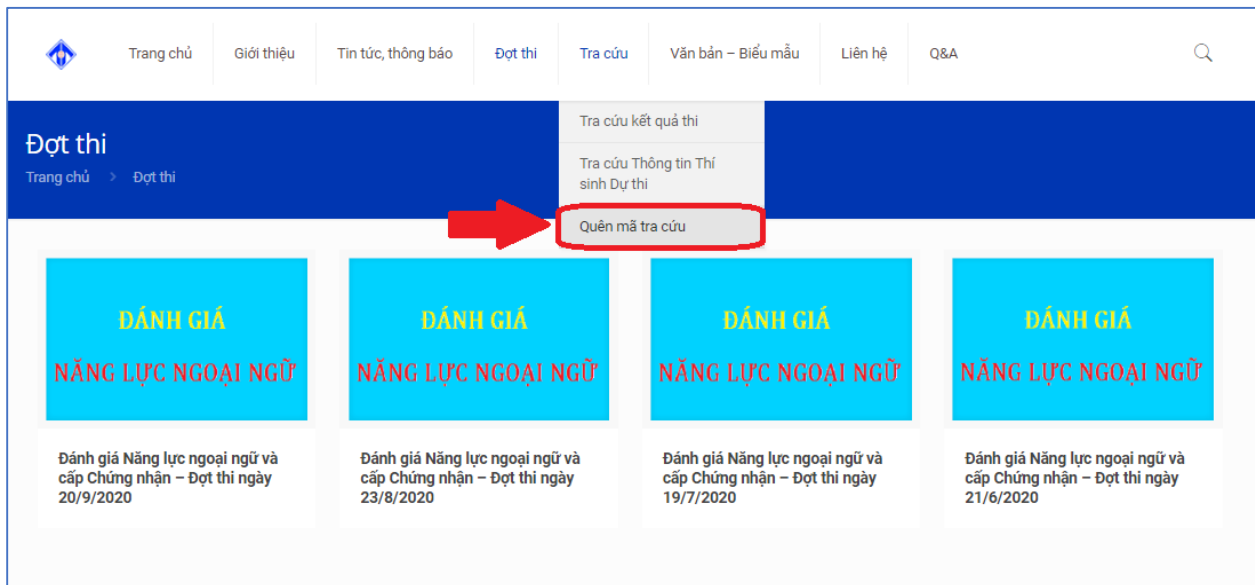 Trang chủ
Giới thiệu
Tin tức, thông báo
Đợt thi
Tra cứu
Văn bản – Biểu mẫu
Liên hệ
Q&A
Tra cứu kết quả thi
Tra cứu Thông tin Thí
sinh Dự thi
Quên mã tra cứu
Đợt thi
Trang chủ > Đợt thi
ĐÁNH GIÁ
NĂNG LỰC NGOẠI NGỮ
Đánh giá Năng lực ngoại ngữ và
cấp Chứng nhận – Đợt thi ngày
20/9/2020
ĐÁNH GIÁ
NĂNG LỰC NGOẠI NGỮ
Đánh giá Năng lực ngoại ngữ và
cấp Chứng nhận – Đợt thi ngày
23/8/2020
ĐÁNH GIÁ
NĂNG LỰC NGOẠI NGỮ
Đánh giá Năng lực ngoại ngữ và
cấp Chứng nhận – Đợt thi ngày
19/7/2020
ĐÁNH GIÁ
NĂNG LỰC NGOẠI NGỮ
Đánh giá Năng lực ngoại ngữ và
cấp Chứng nhận – Đợt thi ngày
21/6/2020